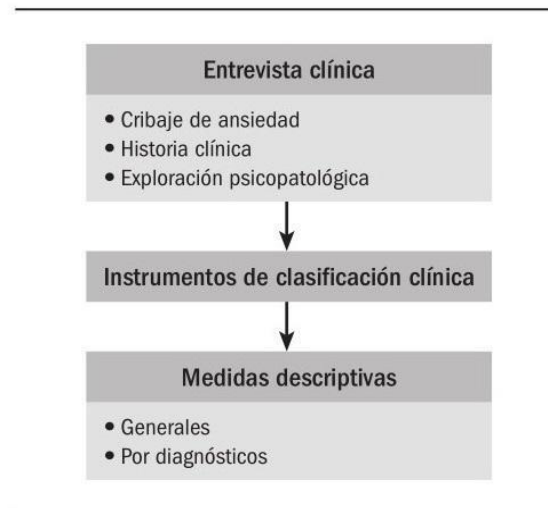 Entrevista clínica
• Cribaje de ansiedad
• Historia clínica
• Exploración psicopatológica
Instrumentos de clasificación clínica
Medidas descriptivas
• Generales
• Por diagnósticos